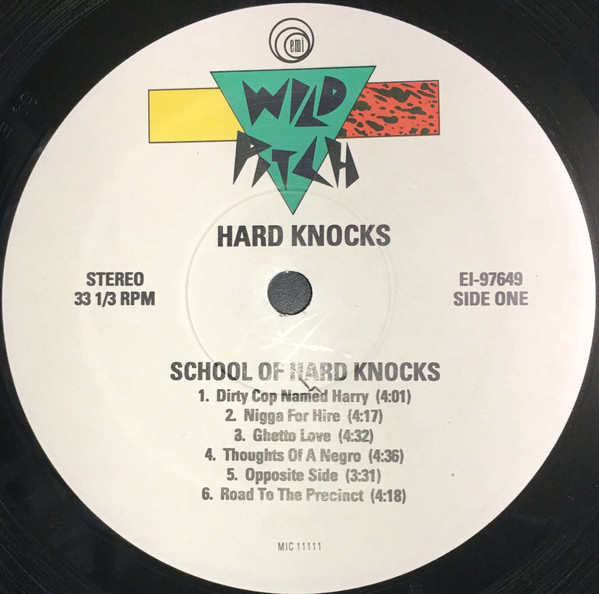 emi
WILD
PITCH
HARD KNOCKS
STEREO
33 1/3 RPM
EI-97649
SIDE ONE
SCHOOL OF HARD KNOCKS
1. Dirty Cop Named Harry (4:01)
2. Nigga For Hire (4:17)
3. Ghetto Love (4:32)
4. Thoughts Of A Negro (4:36)
5. Opposite Side (3:31)
6. Road To The Precinct (4:18)
MIC 11111